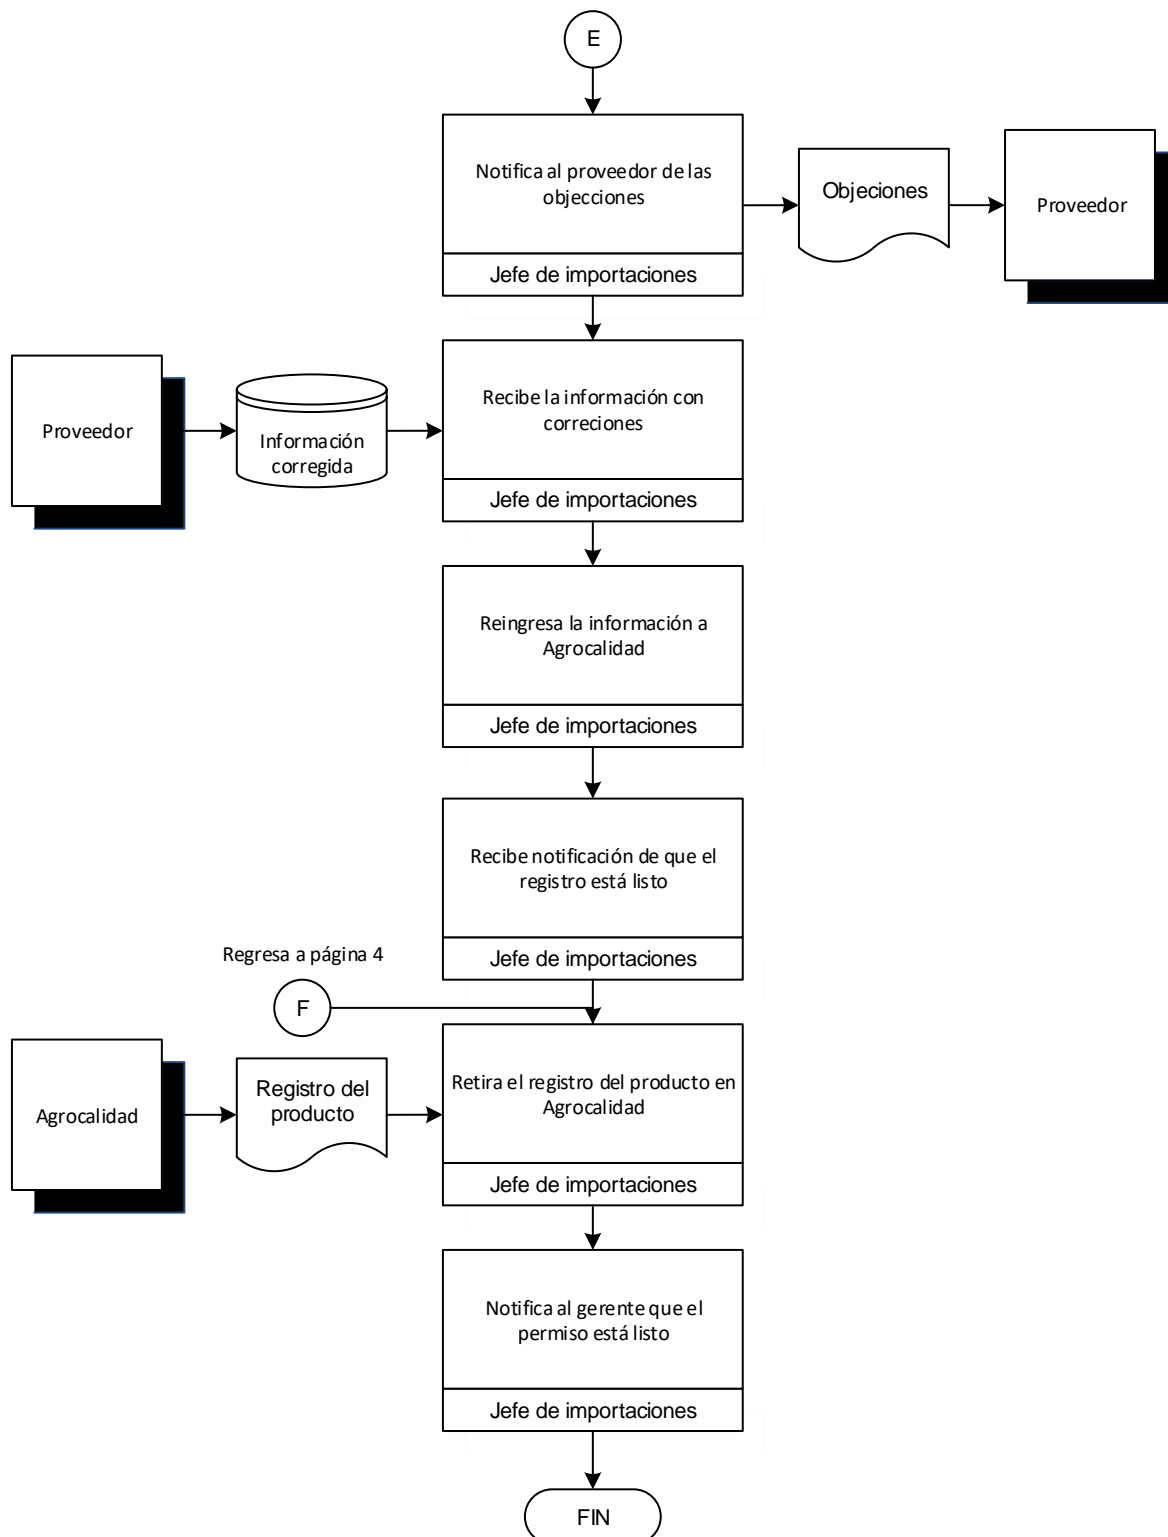 E
Notifica al proveedor de las
objecciones
Jefe de importaciones
Objeciones
Proveedor
Proveedor
Información
corregida
Recibe la información con
correciones
Jefe de importaciones
Reingresa la información a
Agrocalidad
Jefe de importaciones
Recibe notificación de que el
registro está listo
Jefe de importaciones
Regresa a página 4
F
Agrocalidad
Registro del
producto
Retira el registro del producto en
Agrocalidad
Jefe de importaciones
Notifica al gerente que el
permiso está listo
Jefe de importaciones
FIN